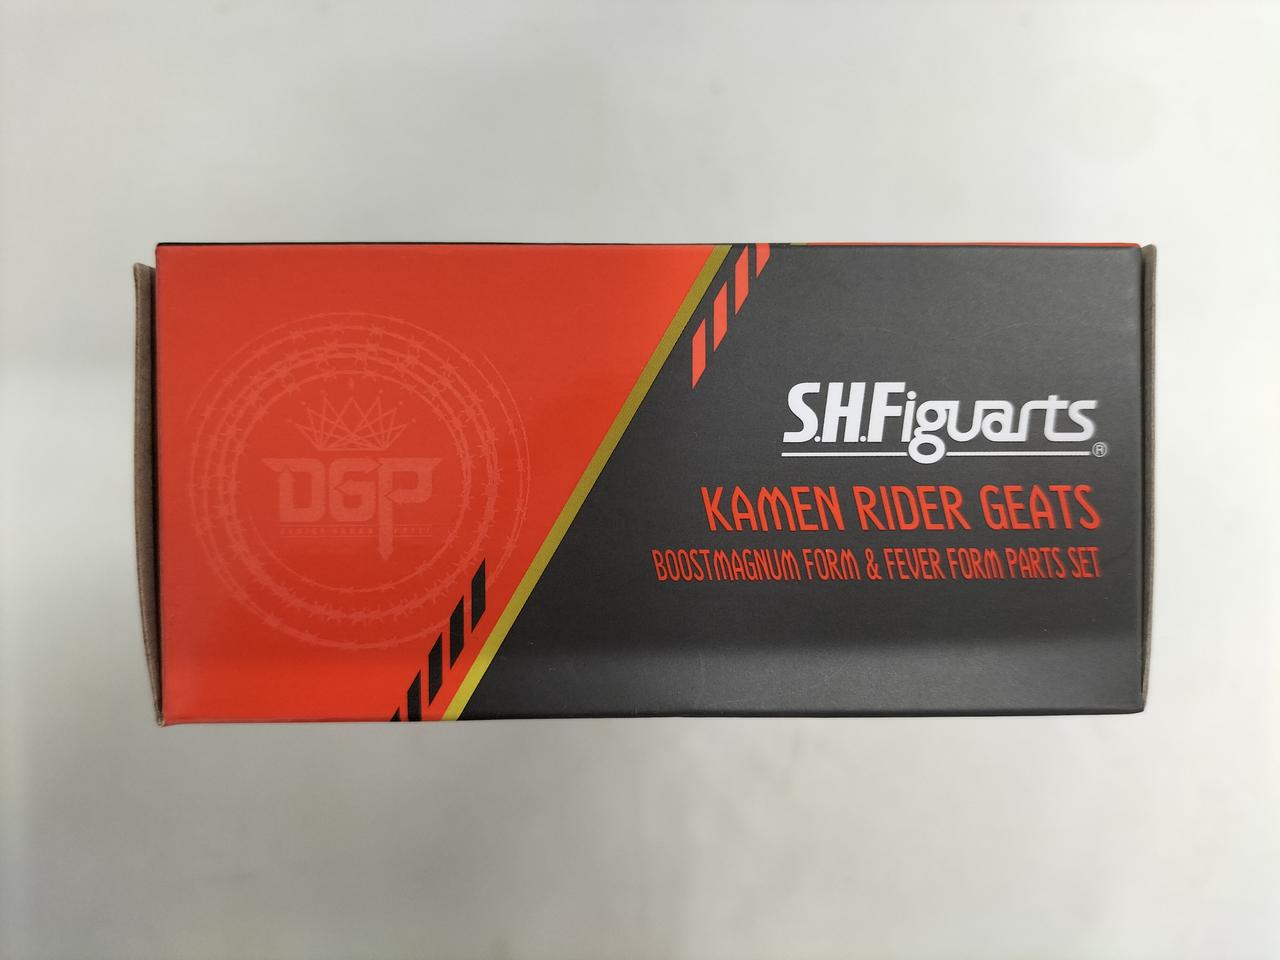 DGP
S.H.Figuarts®
KAMEN RIDER GEATS
BOOSTMAGNUM FORM & FEVER FORM PARTS SET